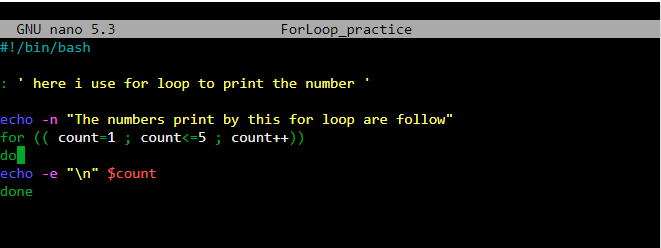 GNU nano 5.3 ForLoop_practice
#!/bin/bash
: ' here i use for loop to print the number '
echo -n "The numbers print by this for loop are follow"
for (( count=1 ; count<=5 ; count++))
do
echo -e "\n" $count
done